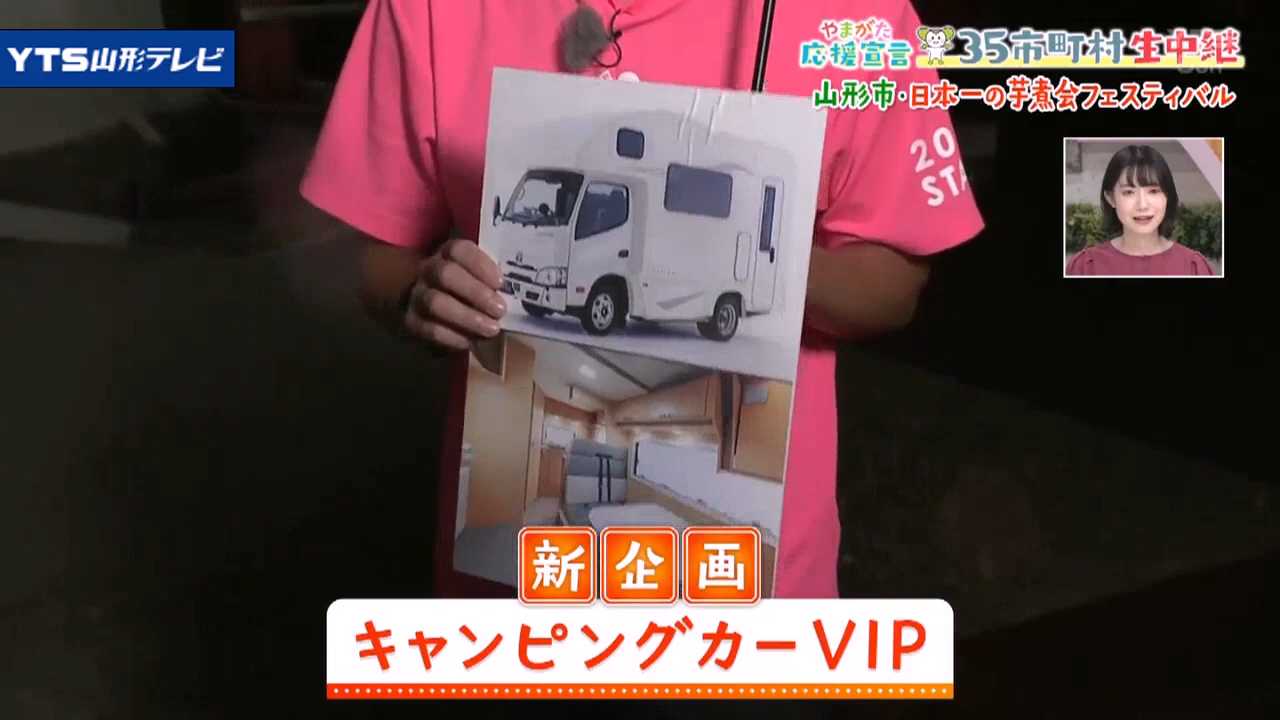 YTS山形テレビ
やまがた
応援宣言
35市町村生中継
山形市・日本一の芋煮会フェスティバル
20
STA
新企画
キャンピングカーVIP